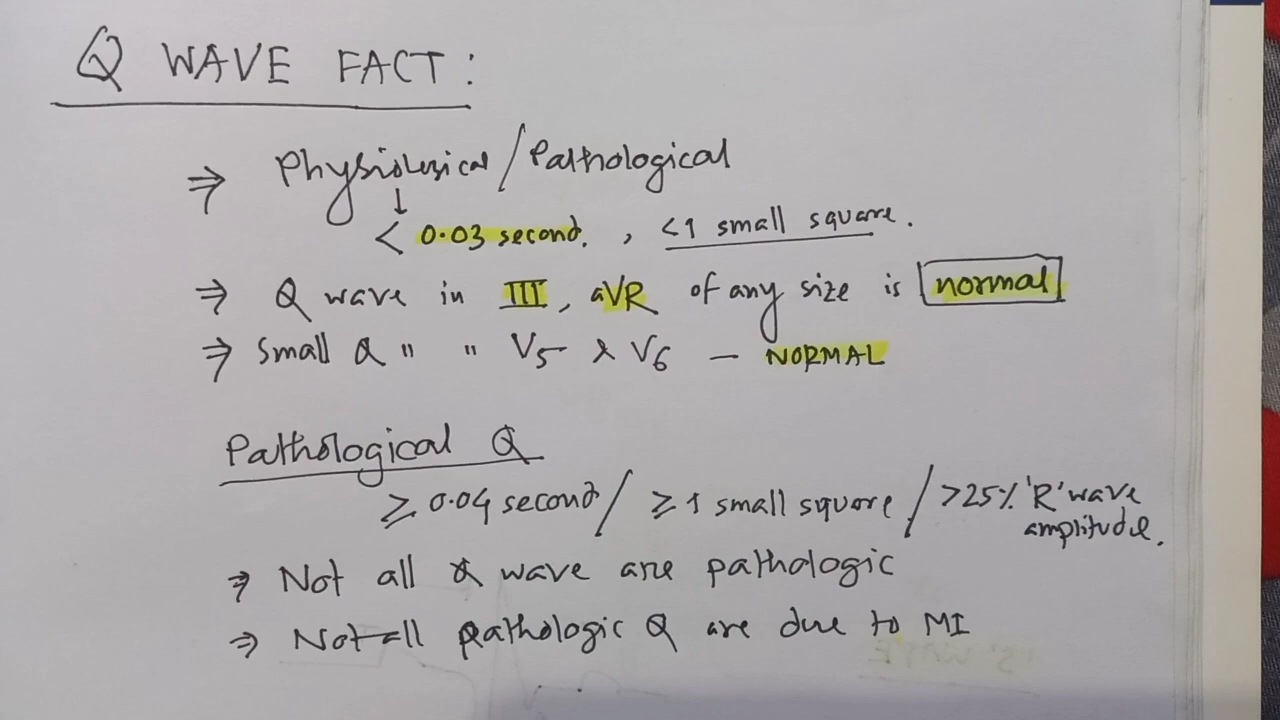 Q WAVE FACT:
⇒ Physiological / Pathological
↓
< 0.03 second. , <1 small square.
⇒ Q wave in III, aVR of any size is normal
⇒ Small Q " " V5 & V6 – NORMAL
Pathological Q
≥ 0.04 second / ≥ 1 small square / >25% 'R' wave
amplitude.
⇒ Not all Q wave are pathologic
⇒ Not all pathologic Q are due to MI